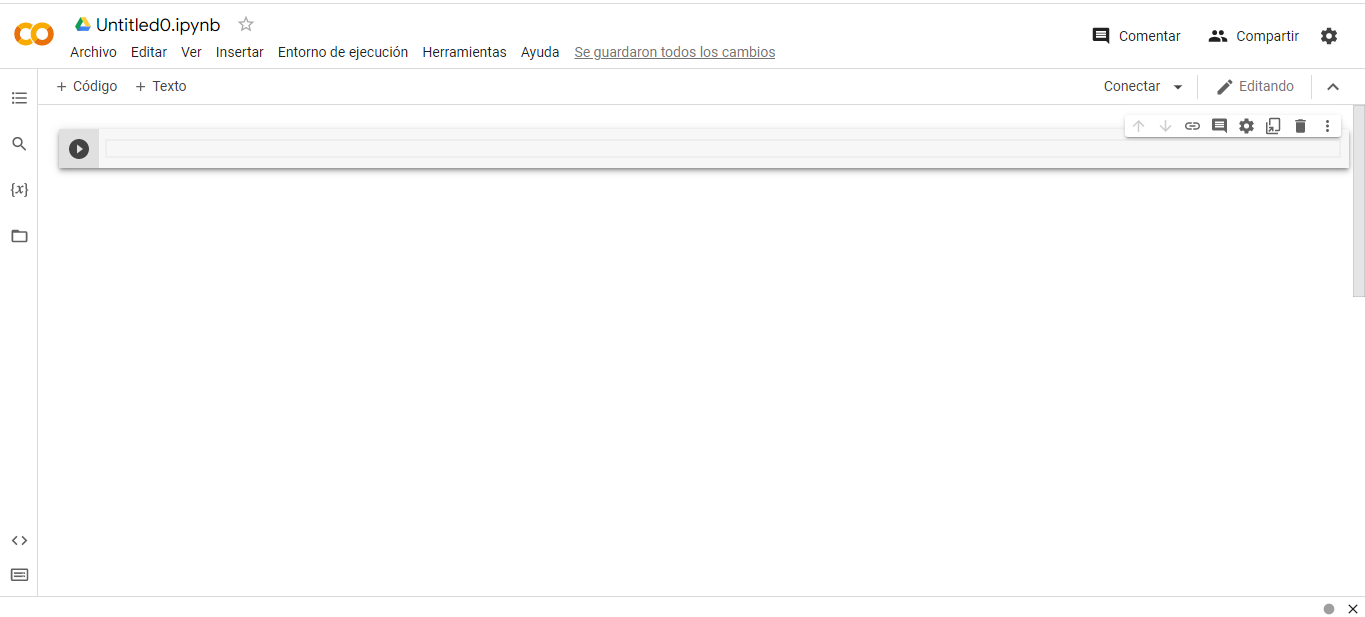 Untitled0.ipynb
Archivo Editar Ver Insertar Entorno de ejecución Herramientas Ayuda Se guardaron todos los cambios
Comentar Compartir
+ Código + Texto
Conectar Editando
{x}